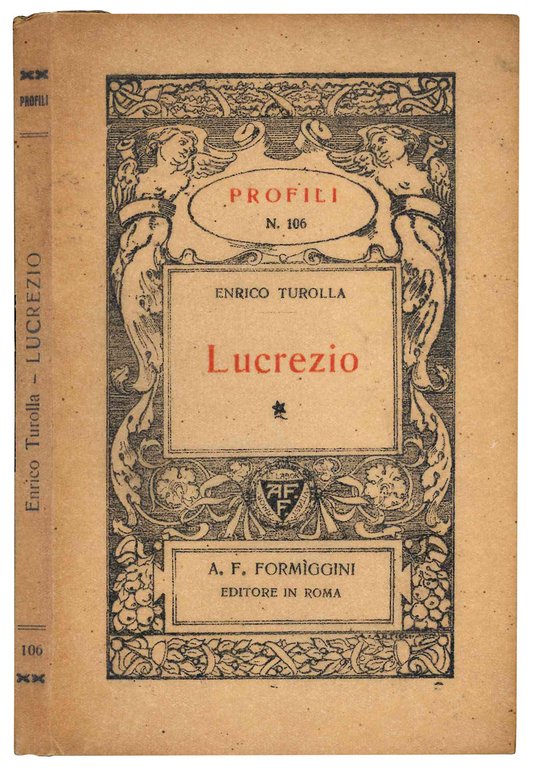 PROFILI
Enrico Turolla – LUCREZIO
106
PROFILI
N. 106
ENRICO TUROLLA
Lucrezio
A. F.
F
A. F. FORMÌGGINI
EDITORE IN ROMA